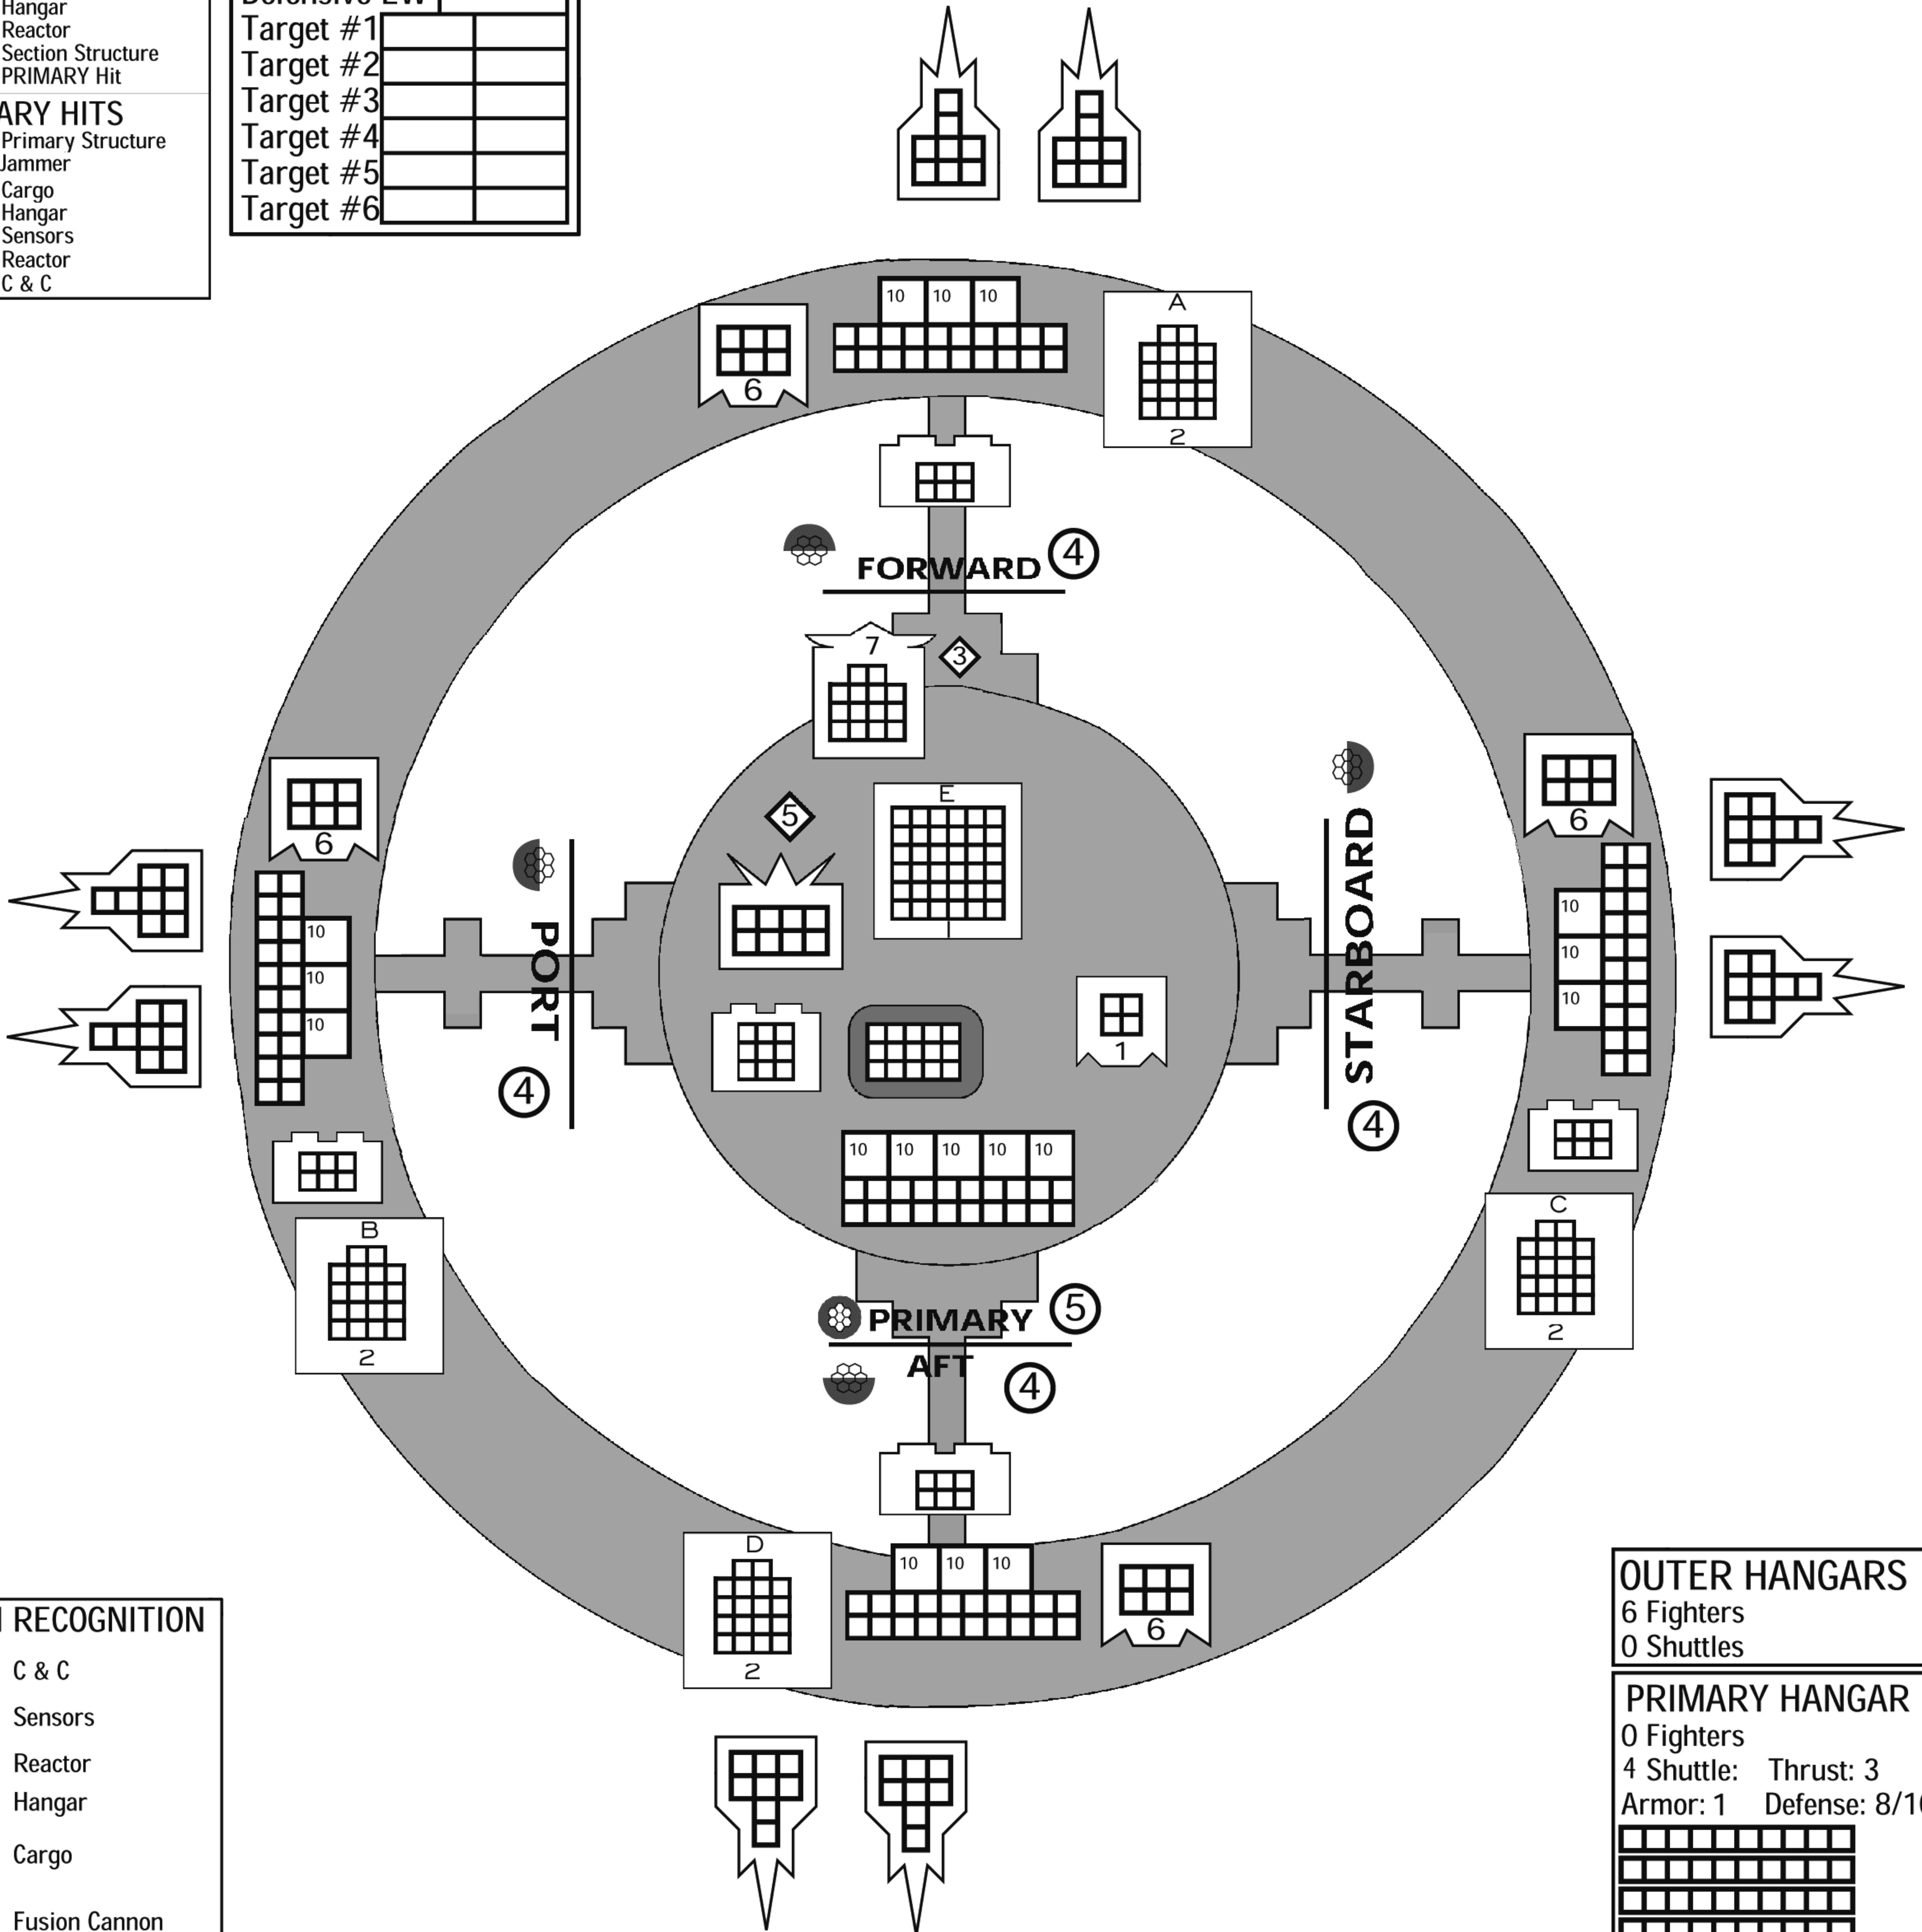 Hangar
Reactor
Section Structure
PRIMARY Hit
ARY HITS
Primary Structure
Jammer
Cargo
Hangar
Sensors
Reactor
C & C
Defensive EW
Target #1
Target #2
Target #3
Target #4
Target #5
Target #6
10 10 10
A
6
2
4
FORWARD
7
3
6
6
5
E
10
10
10
PORT
4
1
10
10
10
STARBOARD
4
10 10 10 10 10
B
2
C
2
PRIMARY 5
AFT 4
D
2
10 10 10
6
RECOGNITION
C & C
Sensors
Reactor
Hangar
Cargo
Fusion Cannon
OUTER HANGARS
6 Fighters
0 Shuttles
PRIMARY HANGAR
0 Fighters
4 Shuttle: Thrust: 3
Armor: 1 Defense: 8/1